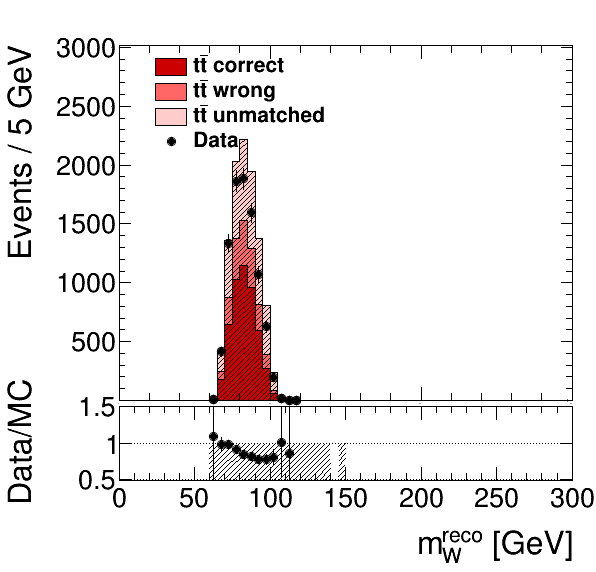 Events / 5 GeV
3000
2500
2000
1500
1000
500
tt̄ correct
tt̄ wrong
tt̄ unmatched
Data
Data/MC
1.5
1
0.5
0 50 100 150 200 250 300
m_W^reco [GeV]